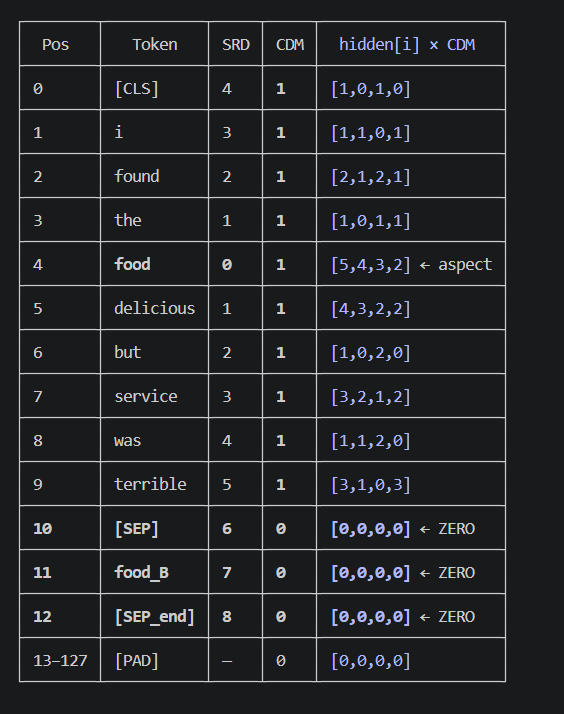 Pos Token SRD CDM hidden[i] × CDM
0 [CLS] 4 1 [1,0,1,0]
1 i 3 1 [1,1,0,1]
2 found 2 1 [2,1,2,1]
3 the 1 1 [1,0,1,1]
4 food 0 1 [5,4,3,2] ← aspect
5 delicious 1 1 [4,3,2,2]
6 but 2 1 [1,0,2,0]
7 service 3 1 [3,2,1,2]
8 was 4 1 [1,1,2,0]
9 terrible 5 1 [3,1,0,3]
10 [SEP] 6 0 [0,0,0,0] ← ZERO
11 food_B 7 0 [0,0,0,0] ← ZERO
12 [SEP_end] 8 0 [0,0,0,0] ← ZERO
13–127 [PAD] – 0 [0,0,0,0]